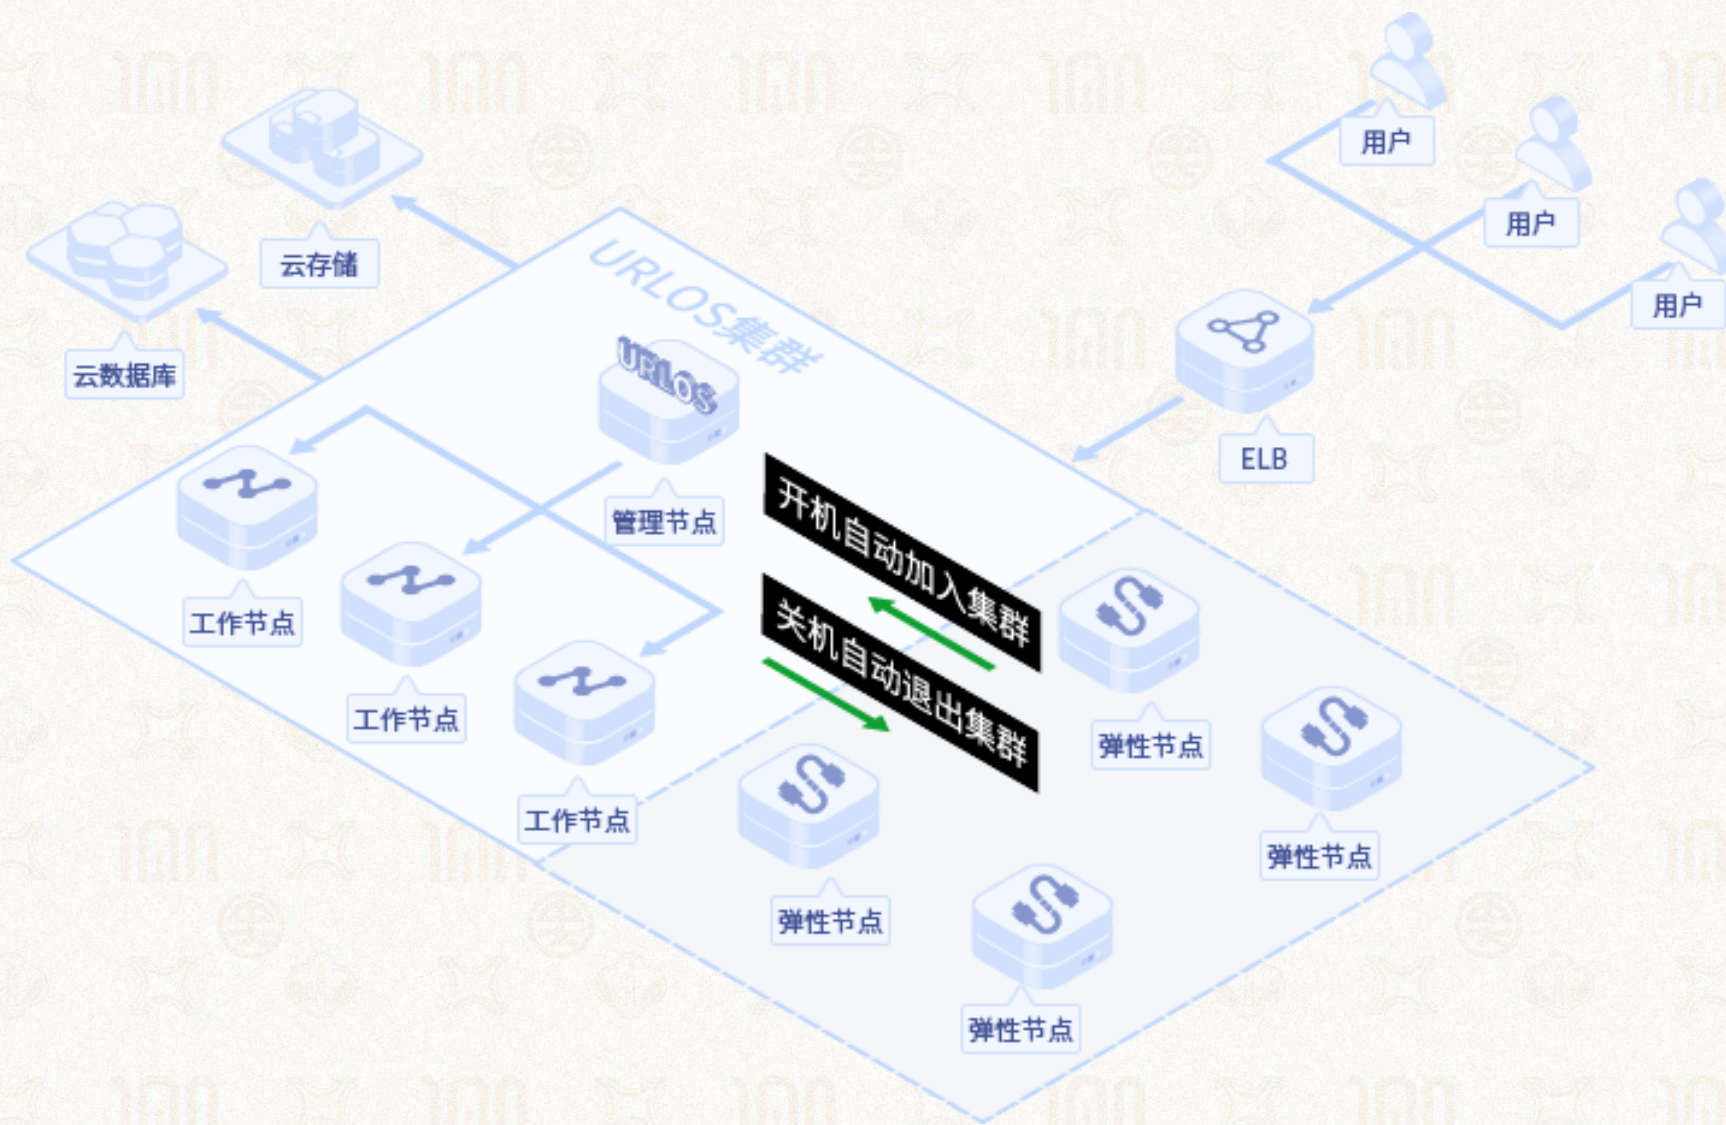 用户
用户
用户
云存储
云数据库
URLOS集群
URLOS
管理节点
ELB
开机自动加入集群
关机自动退出集群
工作节点
工作节点
工作节点
弹性节点
弹性节点
弹性节点
弹性节点